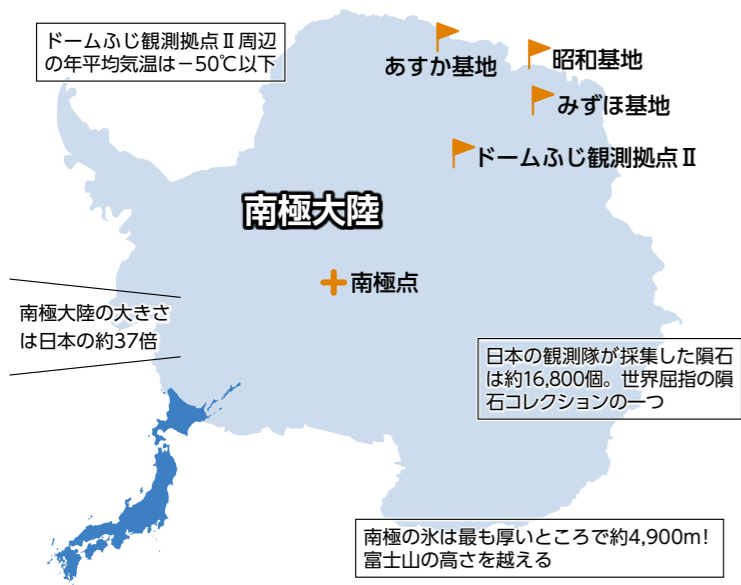 ドームふじ観測拠点Ⅱ周辺
の年平均気温は－50℃以下
あすか基地
昭和基地
みずほ基地
ドームふじ観測拠点Ⅱ
南極大陸
南極点
南極大陸の大きさ
は日本の約37倍
日本の観測隊が採集した隕石
は約16,800個。世界屈指の隕
石コレクションの一つ
南極の氷は最も厚いところで約4,900m!
富士山の高さを越える